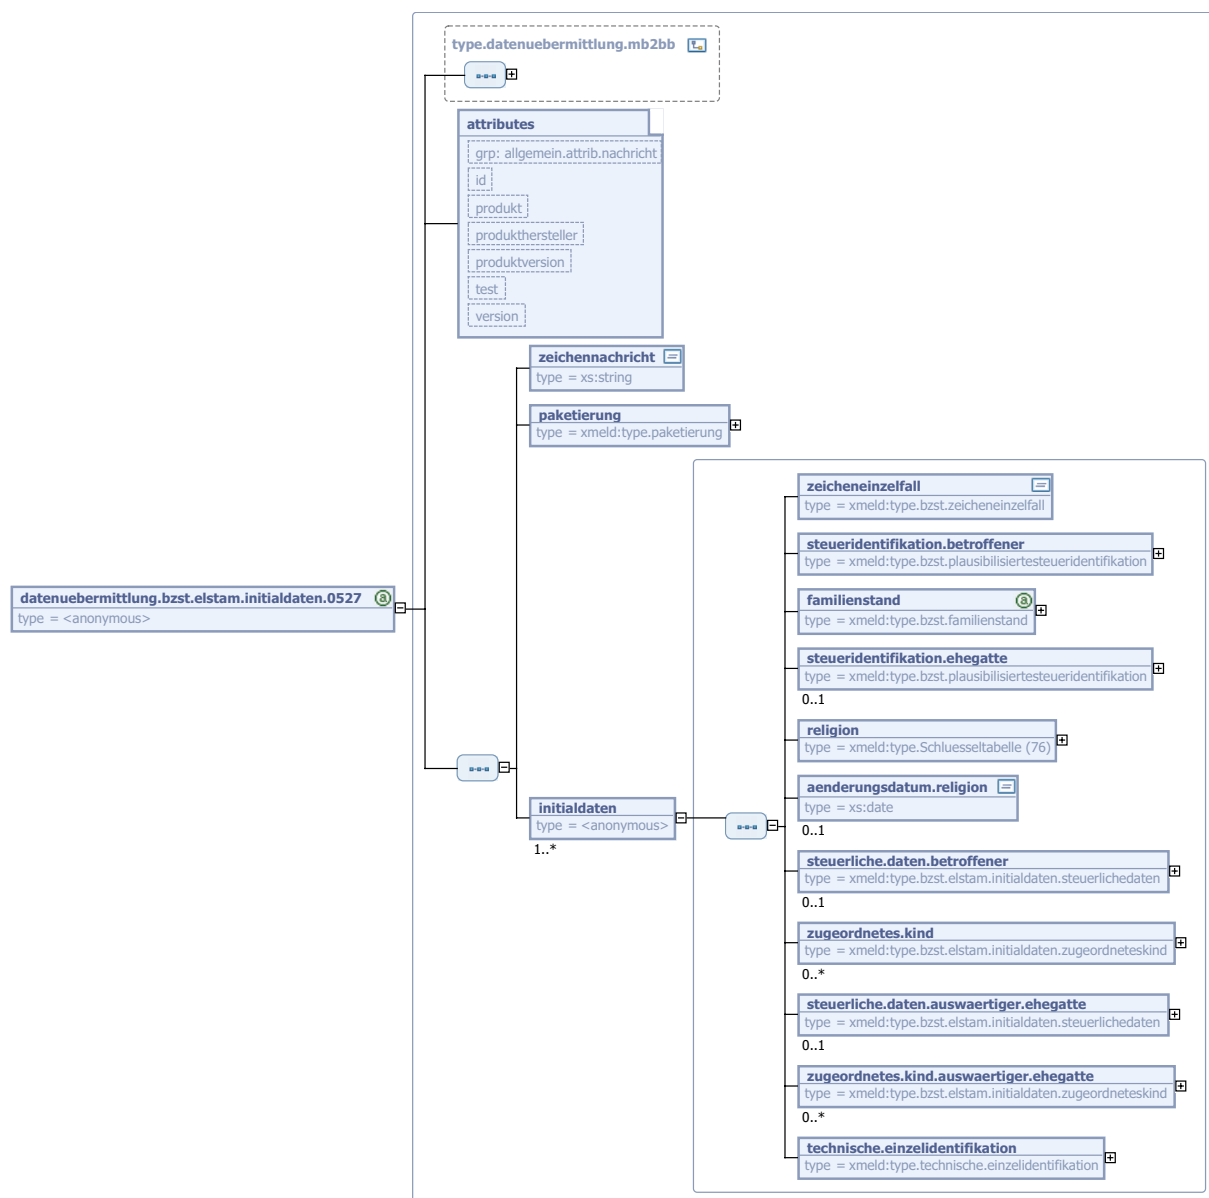 type.datenuebermittlung.mb2bb
attributes
grp: allgemein.attrib.nachricht
id
produkt
produkthersteller
produktversion
test
version
zeichennachricht
type = xs:string
paketierung
type = xmeld:type.paketierung
datenuebermittlung.bzst.elstam.initialdaten.0527
type = <anonymous>
initialdaten
type = <anonymous>
1..*
zeicheneinzelfall
type = xmeld:type.bzst.zeicheneinzelfall
steueridentifikation.betroffener
type = xmeld:type.bzst.plausibilisiertesteueridentifikation
familienstand
type = xmeld:type.bzst.familienstand
steueridentifikation.ehegatte
type = xmeld:type.bzst.plausibilisiertesteueridentifikation
0..1
religion
type = xmeld:type.Schluesseltabelle (76)
aenderungsdatum.religion
type = xs:date
0..1
steuerliche.daten.betroffener
type = xmeld:type.bzst.elstam.initialdaten.steuerlichedaten
0..1
zugeordnetes.kind
type = xmeld:type.bzst.elstam.initialdaten.zugeordneteskind
0..*
steuerliche.daten.auswaertiger.ehegatte
type = xmeld:type.bzst.elstam.initialdaten.steuerlichedaten
0..1
zugeordnetes.kind.auswaertiger.ehegatte
type = xmeld:type.bzst.elstam.initialdaten.zugeordneteskind
0..*
technische.einzelidentifikation
type = xmeld:type.technische.einzelidentifikation